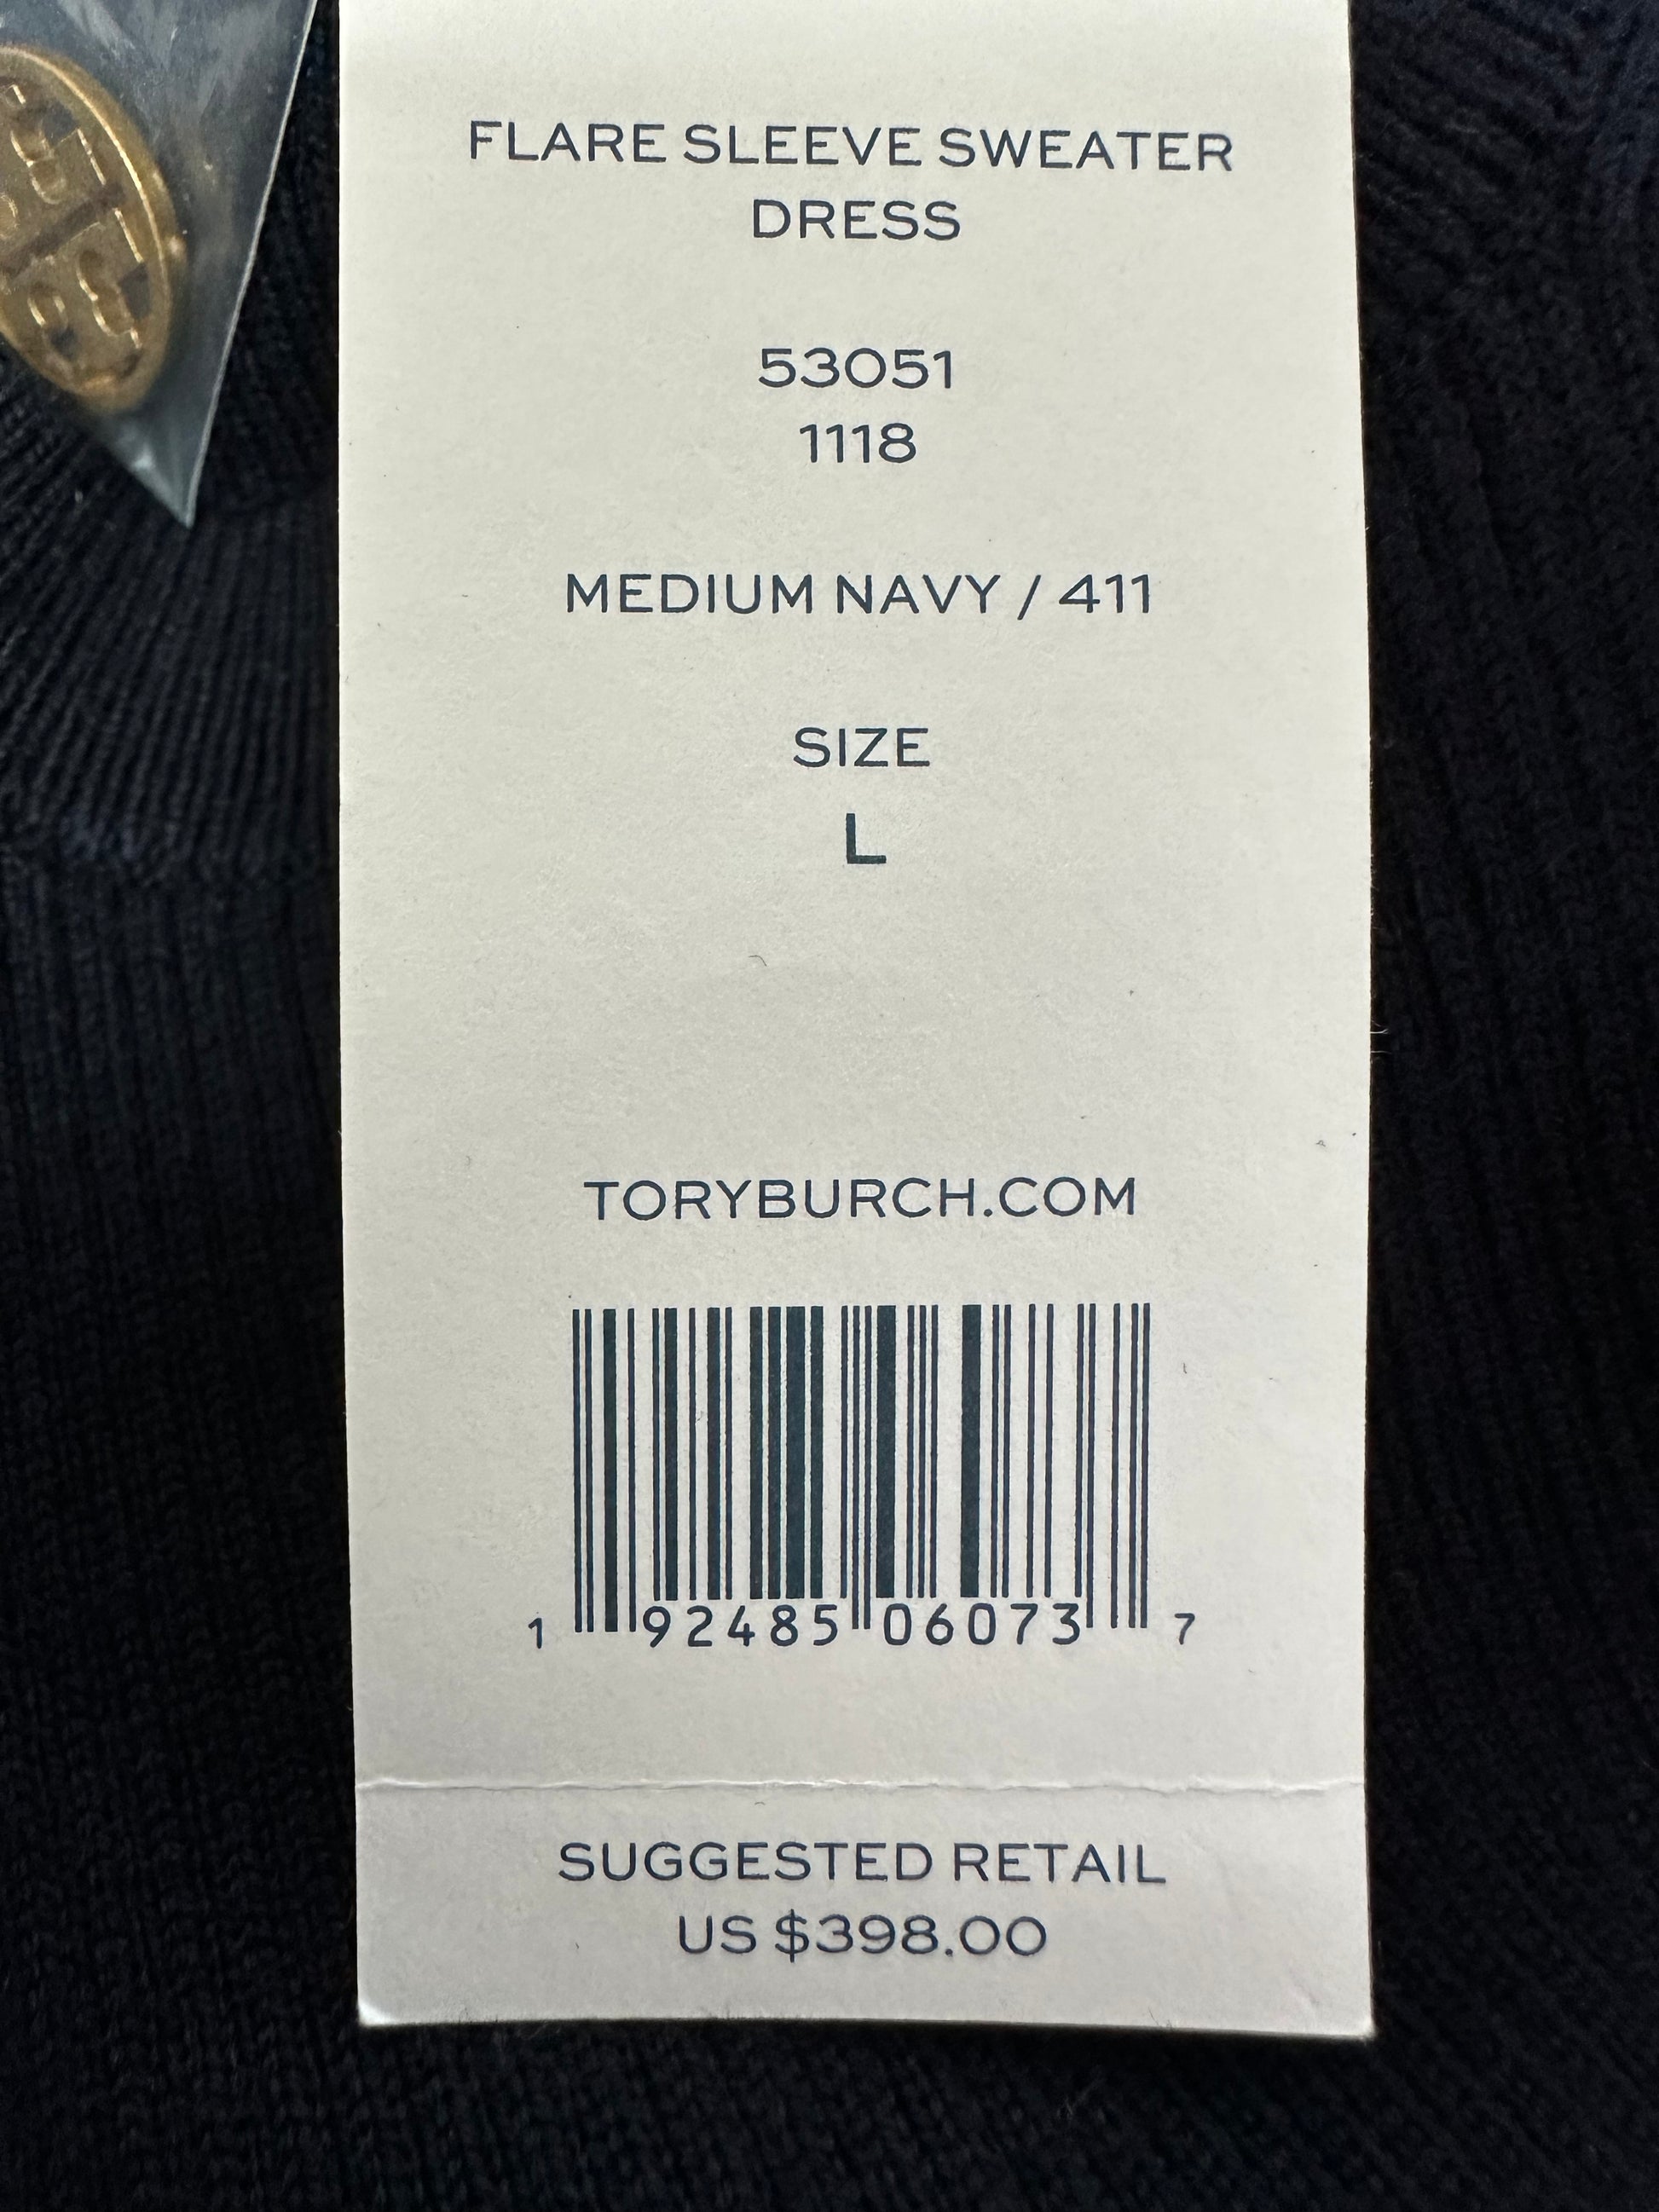 FLARE SLEEVE SWEATER
DRESS
53051
1118
MEDIUM NAVY / 411
SIZE
L
TORYBURCH.COM
1 92485 06073 7
SUGGESTED RETAIL
US $398.00